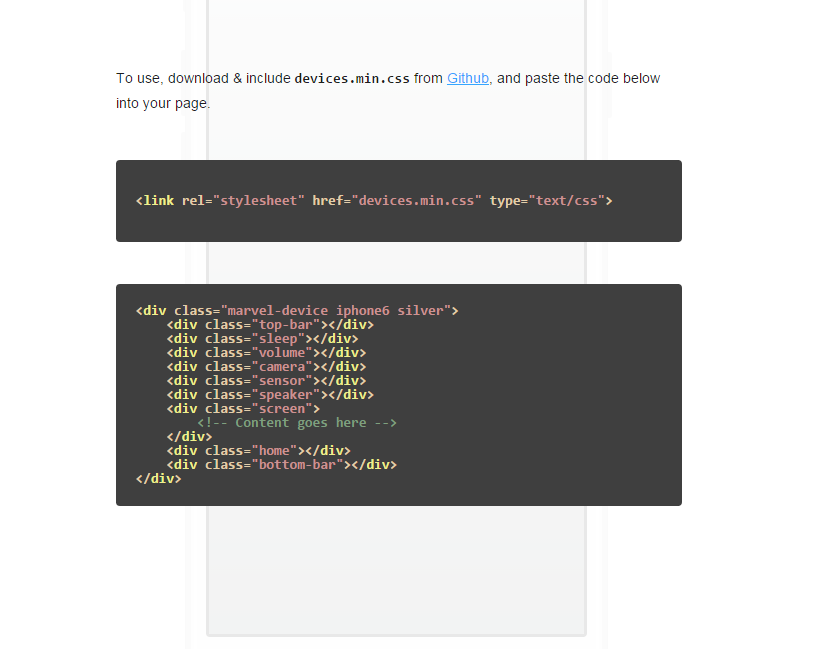 To use, download & include devices.min.css from Github, and paste the code below
into your page.
<link rel="stylesheet" href="devices.min.css" type="text/css">
<div class="marvel-device iphone6 silver">
    <div class="top-bar"></div>
    <div class="sleep"></div>
    <div class="volume"></div>
    <div class="camera"></div>
    <div class="sensor"></div>
    <div class="speaker"></div>
    <div class="screen">
        <!-- Content goes here -->
    </div>
    <div class="home"></div>
    <div class="bottom-bar"></div>
</div>